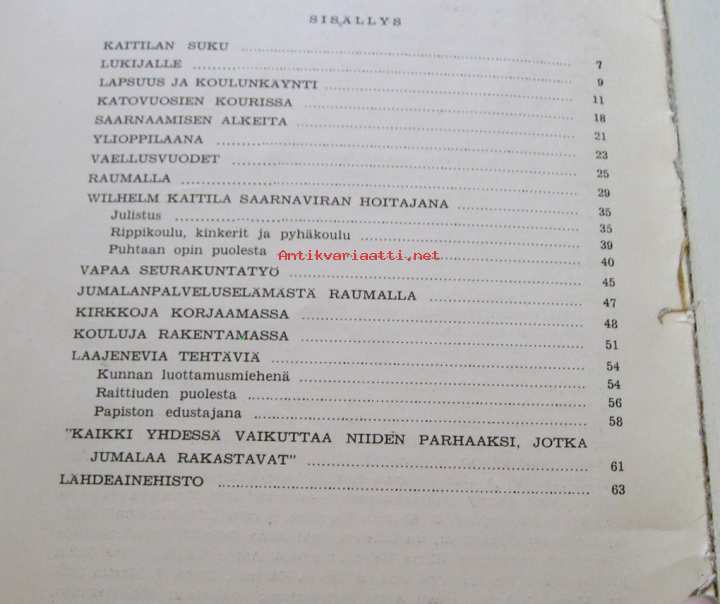 SISÄLLYS
KAITILAN SUKU 7
LUKIJALLE 9
LAPSUUS JA KOULUNKÄYNTI 11
KATOVUOSIEN KOURISSA 18
SAARNAAMISEN ALKEITA 21
YLIOPPILAANA 23
VAELLUSVUODET 25
RAUMALLA 29
WILHELM KAITILA SAARNAVIRAN HOITAJANA 35
Julistus 35
Rippikoulu, kinkerit ja pyhäkoulu 39
Puhtaan opin puolesta 40
Antikvariaatti.net
VAPAA SEURAKUNTATYÖ 45
JUMALANPALVELUSELÄMÄSTÄ RAUMALLA 47
KIRKKOJA KORJAAMASSA 48
KOULUJA RAKENTAMASSA 51
LAAJENEVIA TEHTÄVIÄ 54
Kunnan luottamusmiehenä 54
Raittiuden puolesta 56
Papiston edustajana 58
"KAIKKI YHDESSÄ VAIKUTTAA NIIDEN PARHAAKSI, JOTKA
JUMALAA RAKASTAVAT" 61
LÄHDEAINEHISTO 63